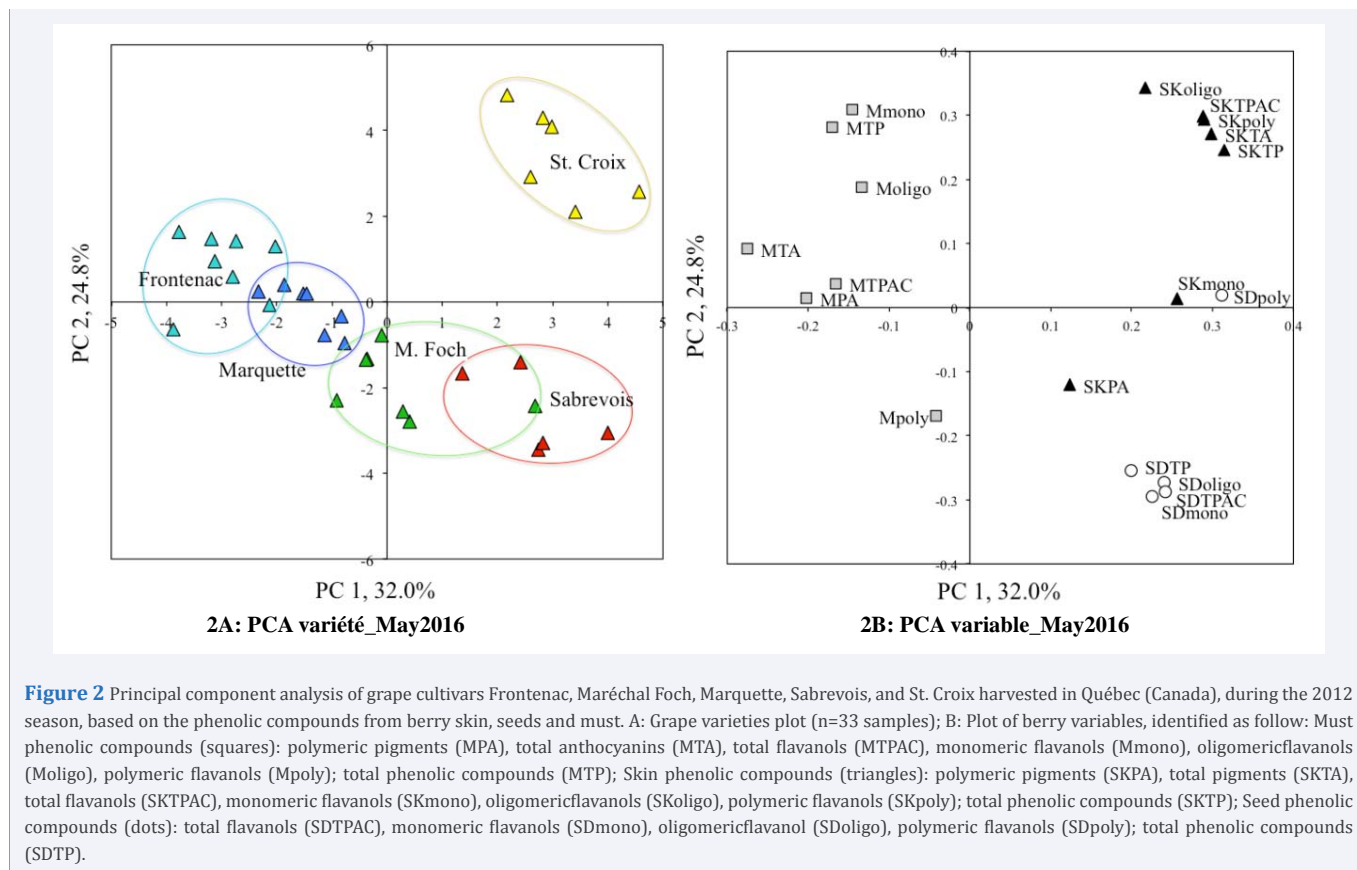 6
4
2
0
-2
-4
-6
-5
-4
-3
-2
-1
0
1
2
3
4
5
St. Croix
Frontenac
Marquette
M. Foch
Sabrevois
PC 2, 24.8%
PC 1, 32.0%
2A: PCA variété_May2016
0.4
0.3
0.2
0.1
0
-0.1
-0.2
-0.3
-0.4
-0.3
-0.2
-0.1
0
0.1
0.2
0.3
0.4
Mmono
MTP
Moligo
MTA
MTPAC
MPA
Mpoly
SKoligo
SKTPAC
SKpoly
SKTA
SKTP
SKmono
SDpoly
SKPA
SDTP
SDoligo
SDTPAC
SDmono
PC 2, 24.8%
PC 1, 32.0%
2B: PCA variable_May2016
Figure 2 Principal component analysis of grape cultivars Frontenac, Maréchal Foch, Marquette, Sabrevois, and St. Croix harvested in Québec (Canada), during the 2012
season, based on the phenolic compounds from berry skin, seeds and must. A: Grape varieties plot (n=33 samples); B: Plot of berry variables, identified as follow: Must
phenolic compounds (squares): polymeric pigments (MPA), total anthocyanins (MTA), total flavanols (MTPAC), monomeric flavanols (Mmono), oligomericflavanols
(Moligo), polymeric flavanols (Mpoly); total phenolic compounds (MTP); Skin phenolic compounds (triangles): polymeric pigments (SKPA), total pigments (SKTA),
total flavanols (SKTPAC), monomeric flavanols (SKmono), oligomericflavanols (SKoligo), polymeric flavanols (SKpoly); total phenolic compounds (SKTP); Seed phenolic
compounds (dots): total flavanols (SDTPAC), monomeric flavanols (SDmono), oligomericflavanol (SDoligo), polymeric flavanols (SDpoly); total phenolic compounds
(SDTP).